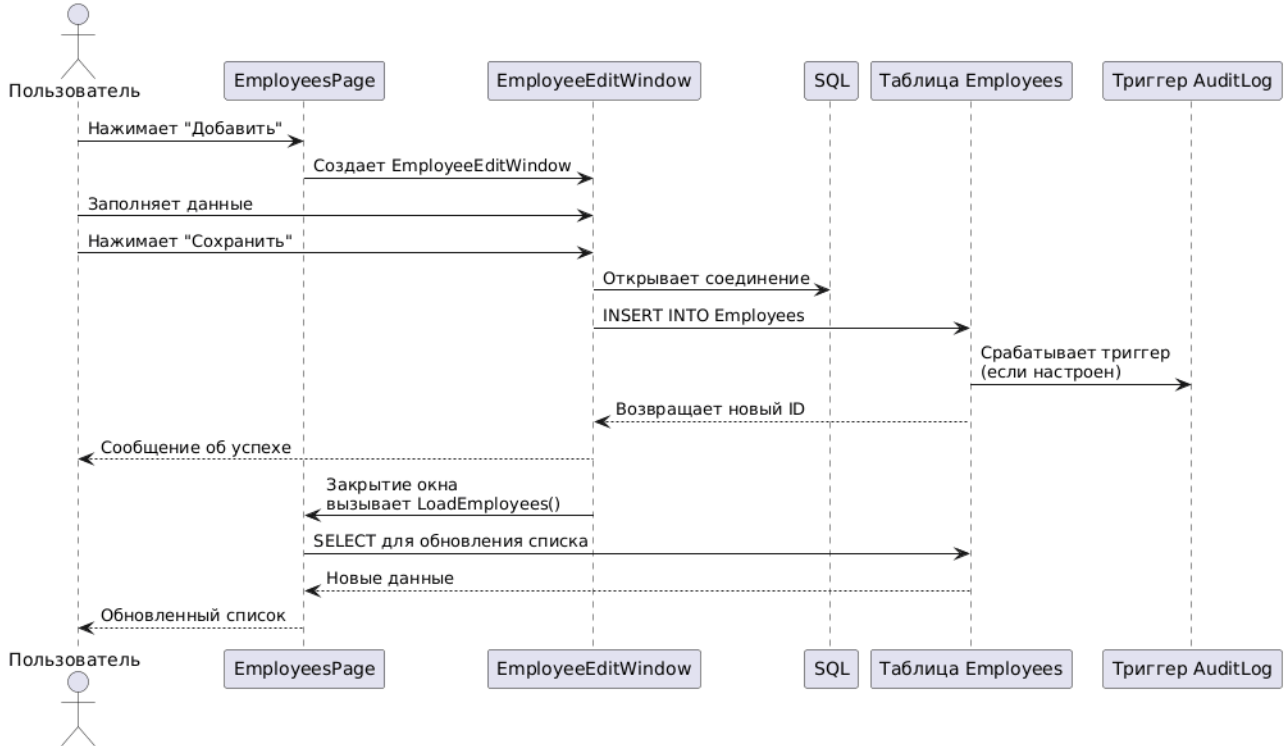 Пользователь
EmployeesPage
EmployeeEditWindow
SQL
Таблица Employees
Триггер AuditLog
Нажимает "Добавить"
Создает EmployeeEditWindow
Заполняет данные
Нажимает "Сохранить"
Открывает соединение
INSERT INTO Employees
Срабатывает триггер
(если настроен)
Возвращает новый ID
Сообщение об успехе
Закрытие окна
вызывает LoadEmployees()
SELECT для обновления списка
Новые данные
Обновленный список
Пользователь
EmployeesPage
EmployeeEditWindow
SQL
Таблица Employees
Триггер AuditLog